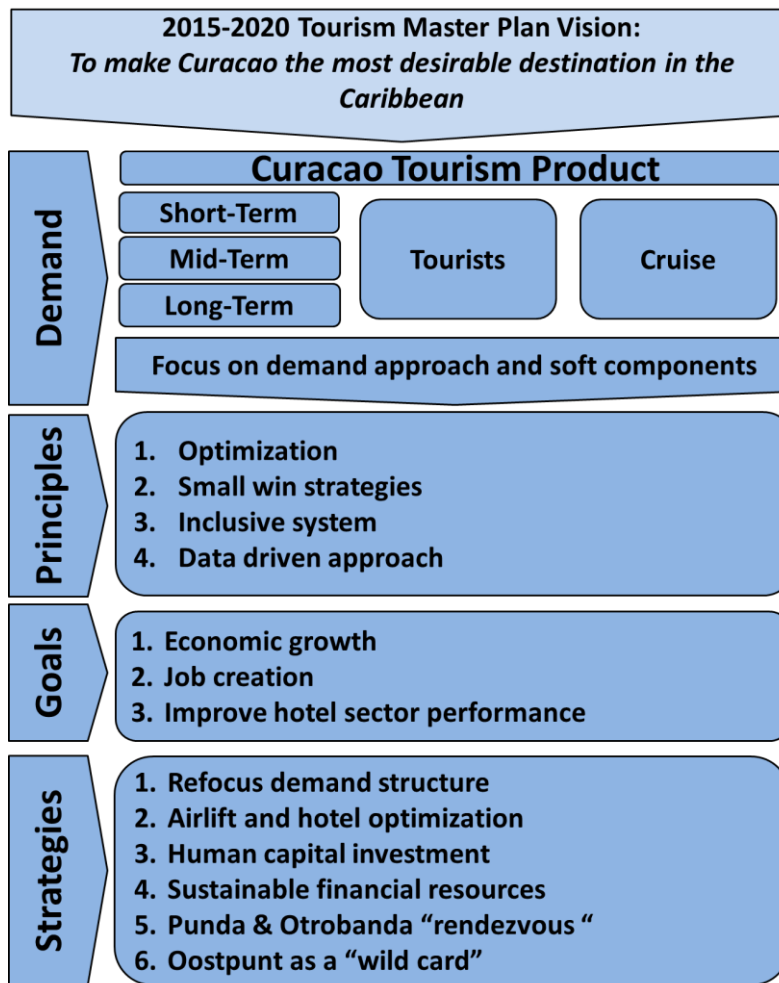 2015-2020 Tourism Master Plan Vision:
To make Curacao the most desirable destination in the
Caribbean
Demand
Curacao Tourism Product
Short-Term
Mid-Term
Long-Term
Tourists
Cruise
Focus on demand approach and soft components
Principles
1. Optimization
2. Small win strategies
3. Inclusive system
4. Data driven approach
Goals
1. Economic growth
2. Job creation
3. Improve hotel sector performance
Strategies
1. Refocus demand structure
2. Airlift and hotel optimization
3. Human capital investment
4. Sustainable financial resources
5. Punda & Otrobanda “rendezvous “
6. Oostpunt as a “wild card”